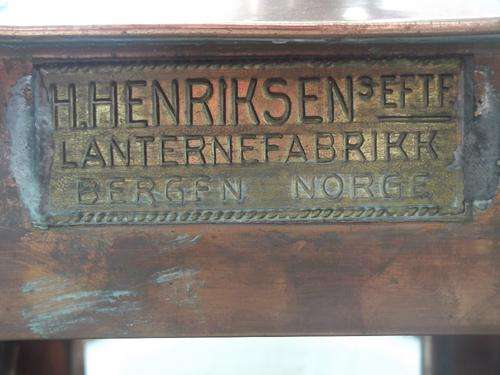 H. HENRIKSENS EFTF
LANTERNEFABRIKK
BERGEN NORGE